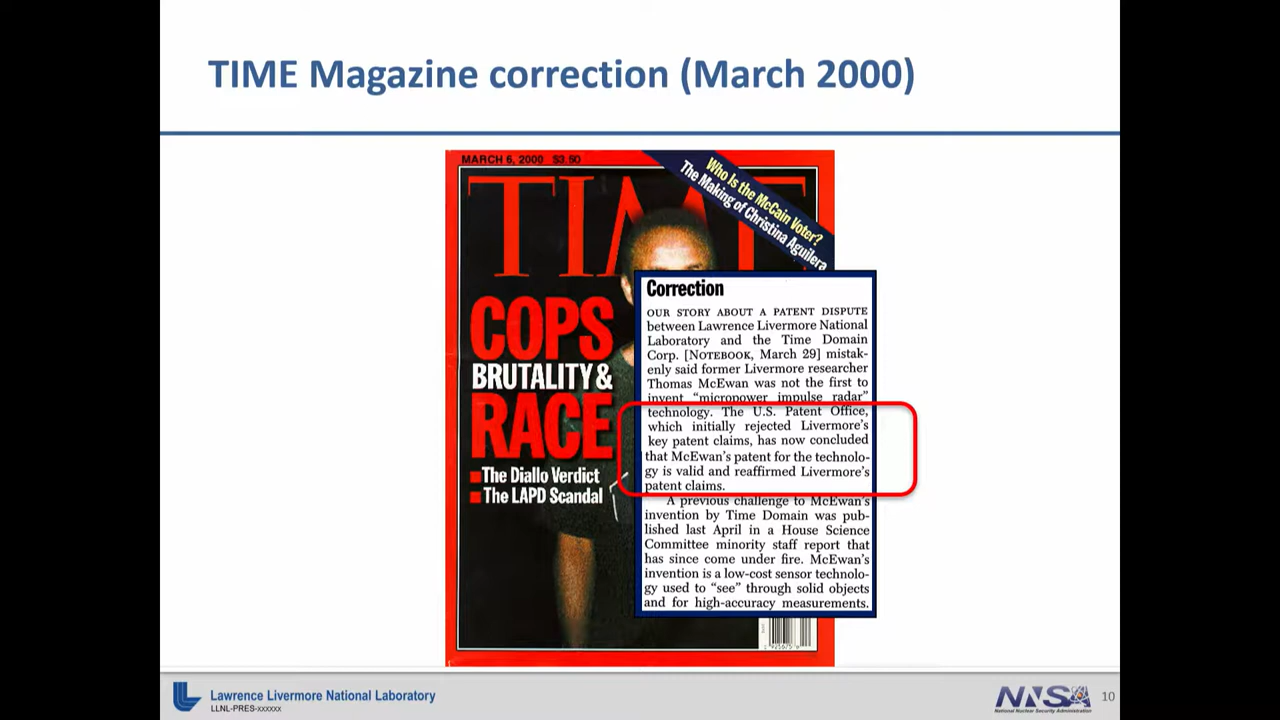 TIME Magazine correction (March 2000)
MARCH 6, 2000 $3.50
Who Is the McCain Voter?
The Making of Christina Aguilera
TIME
COPS
BRUTALITY &
RACE
The Diallo Verdict
The LAPD Scandal
Correction
OUR STORY ABOUT A PATENT DISPUTE
between Lawrence Livermore National
Laboratory and the Time Domain
Corp. [NOTEBOOK, March 29] mistak-
enly said former Livermore researcher
Thomas McEwan was not the first to
invent “micropower impulse radar”
technology. The U.S. Patent Office,
which initially rejected Livermore’s
key patent claims, has now concluded
that McEwan’s patent for the technolo-
gy is valid and reaffirmed Livermore’s
patent claims.
A previous challenge to McEwan’s
invention by Time Domain was pub-
lished last April in a House Science
Committee minority staff report that
has since come under fire. McEwan’s
invention is a low-cost sensor technolo-
gy used to “see” through solid objects
and for high-accuracy measurements.
Lawrence Livermore National Laboratory
LLNL-PRES-xxxxxx
NNSA
National Nuclear Security Administration
10